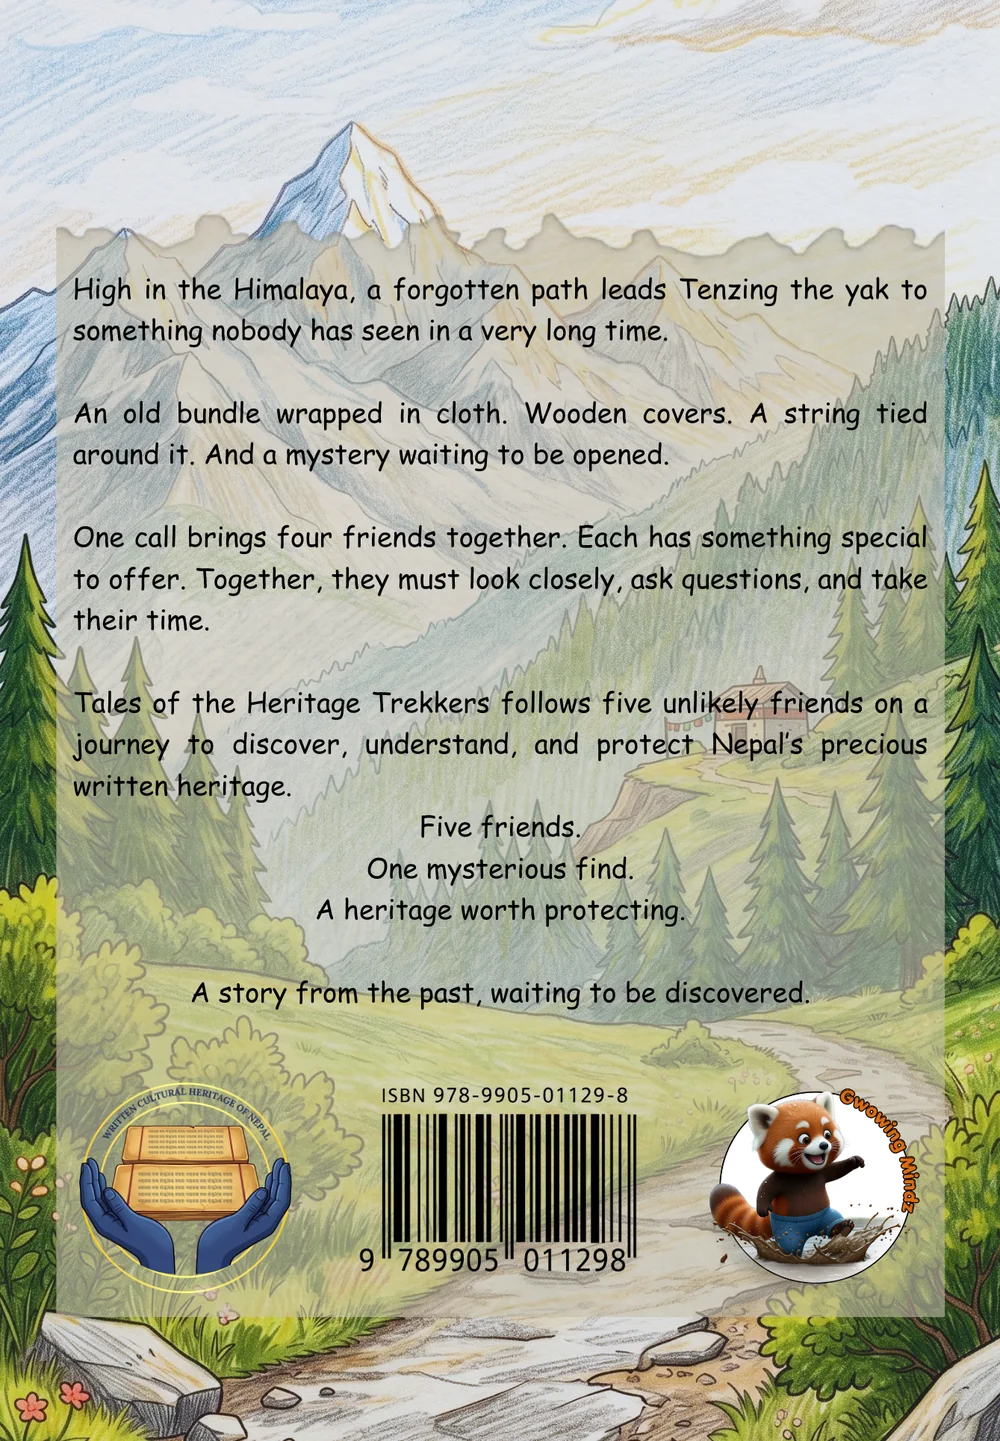 High in the Himalaya, a forgotten path leads Tenzing the yak to
something nobody has seen in a very long time.
An old bundle wrapped in cloth. Wooden covers. A string tied
around it. And a mystery waiting to be opened.
One call brings four friends together. Each has something special
to offer. Together, they must look closely, ask questions, and take
their time.
Tales of the Heritage Trekkers follows five unlikely friends on a
journey to discover, understand, and protect Nepal's precious
written heritage.
Five friends.
One mysterious find.
A heritage worth protecting.
A story from the past, waiting to be discovered.
WRITTEN CULTURAL HERITAGE OF NEPAL
ISBN 978-9905-01129-8
9 789905 011298
Gwowing Mindz